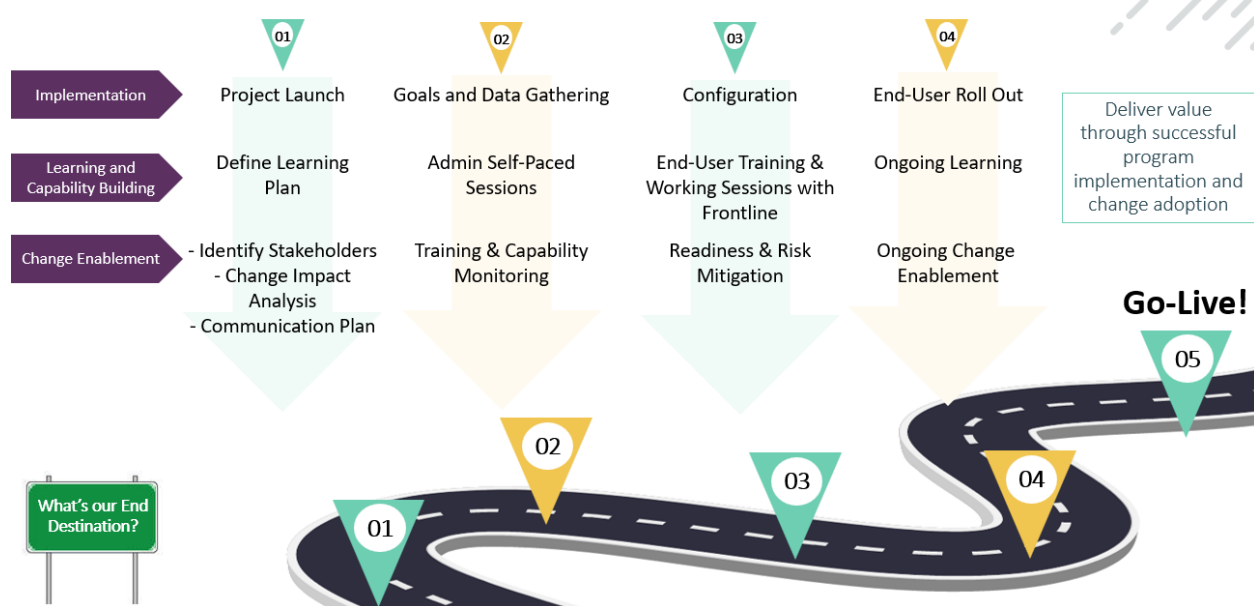 01
02
03
04
Implementation
Project Launch
Goals and Data Gathering
Configuration
End-User Roll Out
Deliver value
through successful
program
implementation and
change adoption
Learning and
Capability Building
Define Learning
Plan
Admin Self-Paced
Sessions
End-User Training &
Working Sessions with
Frontline
Ongoing Learning
Change Enablement
- Identify Stakeholders
- Change Impact
Analysis
- Communication Plan
Training & Capability
Monitoring
Readiness & Risk
Mitigation
Ongoing Change
Enablement
Go-Live!
05
02
03
04
01
What's our End
Destination?